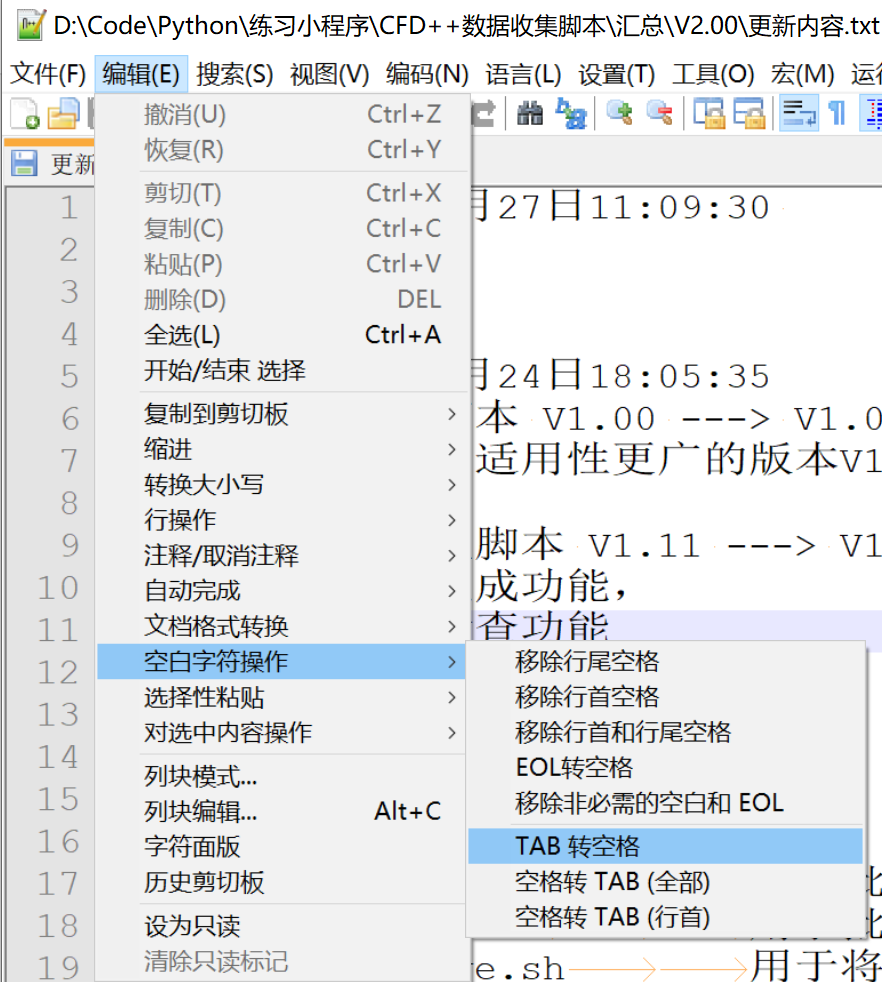 D:\Code\Python\练习小程序\CFD++数据收集脚本\汇总\V2.00\更新内容.txt
文件(F) 编辑(E) 搜索(S) 视图(V) 编码(N) 语言(L) 设置(T) 工具(O) 宏(M) 运行
更新
撤消(U) Ctrl+Z
恢复(R) Ctrl+Y
剪切(T) Ctrl+X
复制(C) Ctrl+C
粘贴(P) Ctrl+V
删除(D) DEL
全选(L) Ctrl+A
开始/结束 选择
复制到剪切板
缩进
转换大小写
行操作
注释/取消注释
自动完成
文档格式转换
空白字符操作
选择性粘贴
对选中内容操作
列块模式...
列块编辑... Alt+C
字符面版
历史剪切板
设为只读
清除只读标记
移除行尾空格
移除行首空格
移除行首和行尾空格
EOL转空格
移除非必需的空白和 EOL
TAB 转空格
空格转 TAB (全部)
空格转 TAB (行首)
1 月27日11:09:30
2
3
4
5 月24日18:05:35
6 本 V1.00 ---> V1.0
7 适用性更广的版本V1
8
9 脚本 V1.11 ---> V1
10 成功能，
11 查功能
12
13
14
15
16
17 批
18 批
19 e.sh 用于将